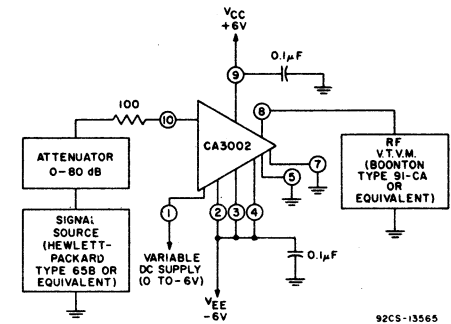 VCC
+6V
0.1µF
9
100
10
8
CA3002
ATTENUATOR
0-80 dB
RF
V.T.V.M.
(BOONTON
TYPE 91-CA
OR
EQUIVALENT)
7
5
1
2
3
4
SIGNAL
SOURCE
(HEWLETT-
PACKARD
TYPE 65B OR
EQUIVALENT)
VARIABLE
DC SUPPLY
(0 TO-6V)
0.1µF
VEE
-6V
92CS-13565